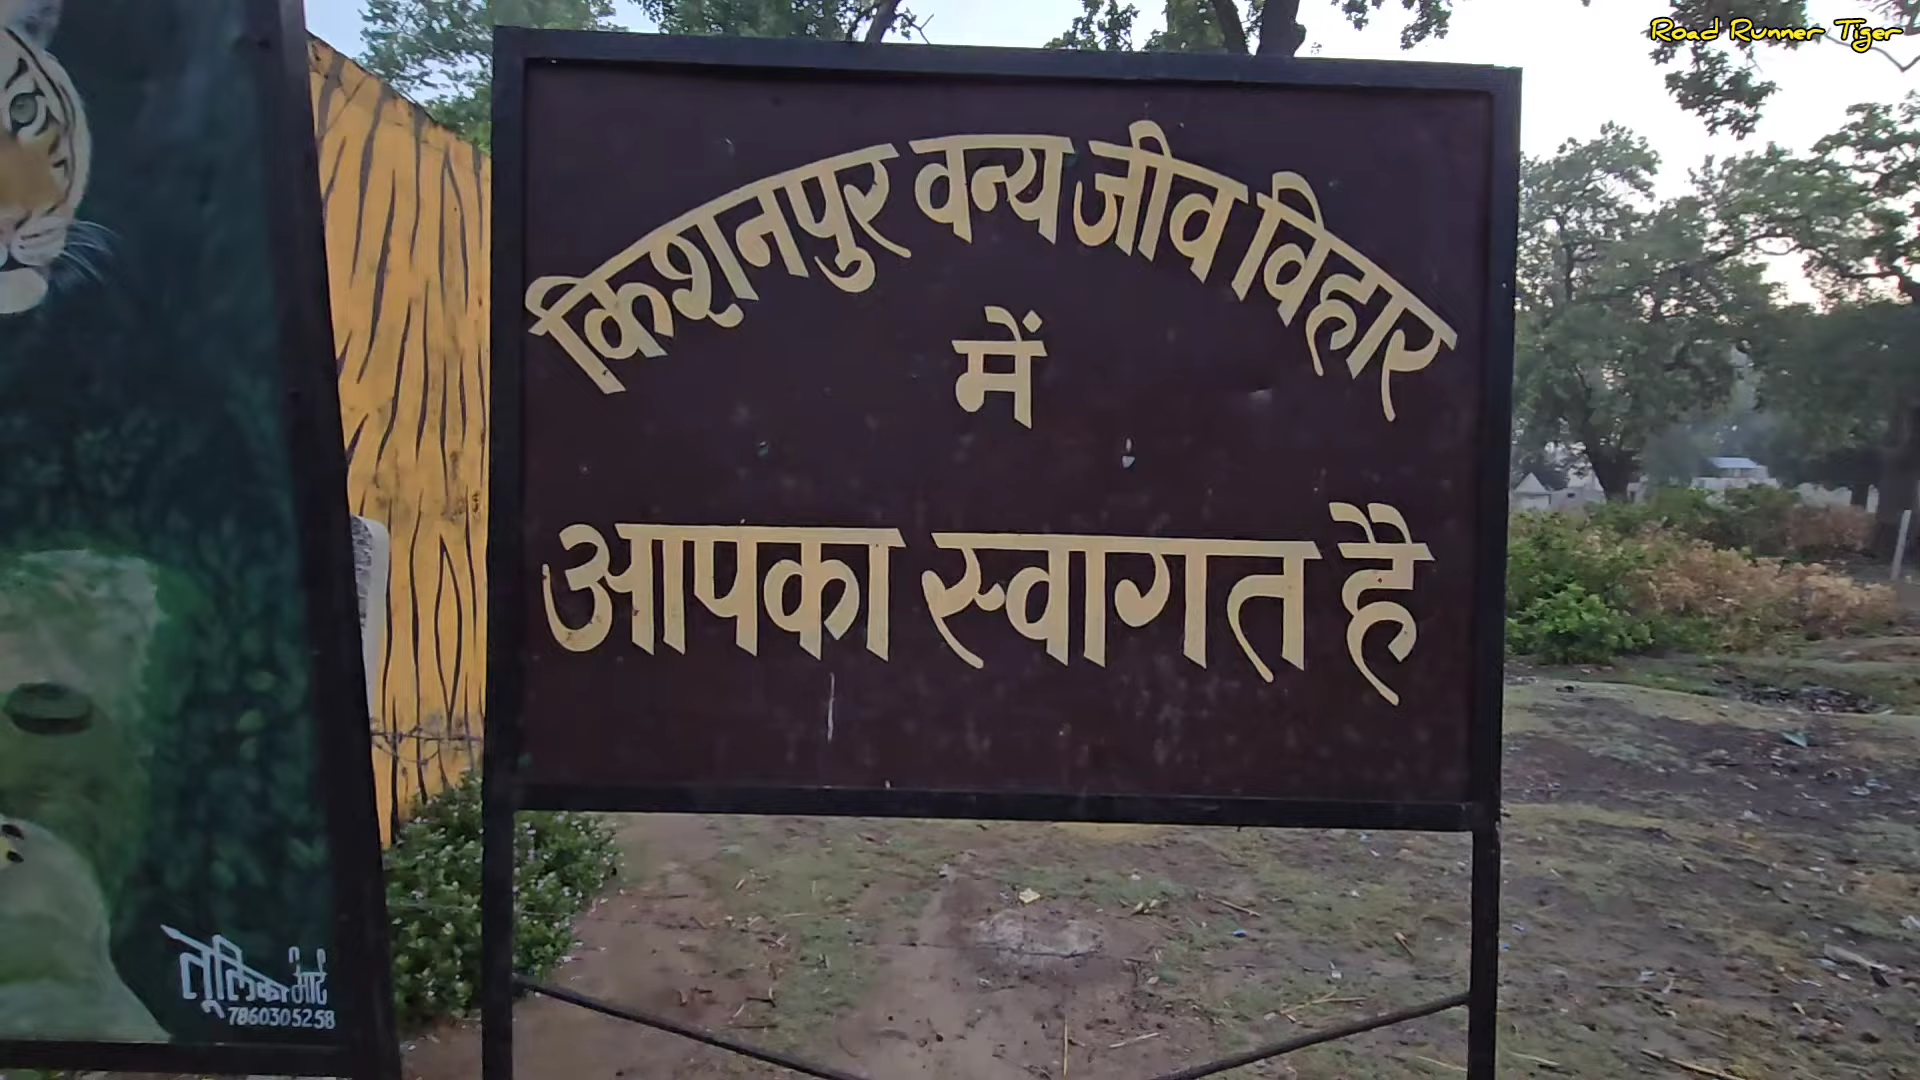 Road Runner Tiger
किशनपुर वन्य जीव विहार
में
आपका स्वागत है
तूलिका आर्ट
7860305258